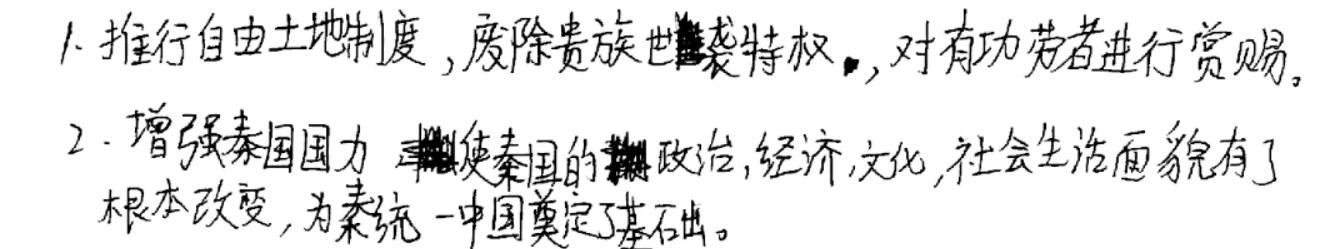 1. 推行自由土地制度,废除贵族世袭特权,对有功劳者进行赏赐。
2. 增强秦国国力 使秦国的政治,经济,文化,社会生活面貌有了
根本改变,为秦统一中国奠定了基础。